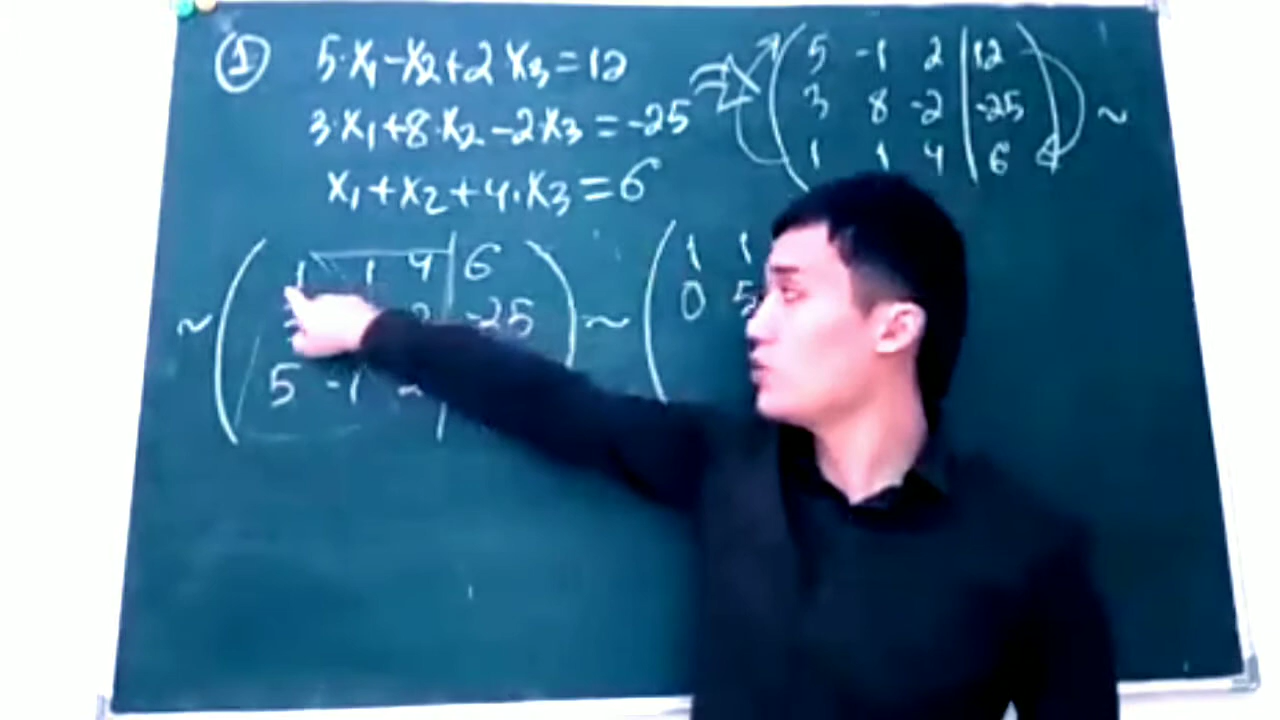 ① 5·x₁-x₂+2x₃=12
3·x₁+8·x₂-2·x₃=-25
x₁+x₂+4·x₃=6
( 5 -1 2 | 12 )
( 3 8 -2 | -25 ) ~
( 1 1 4 | 6 )
~ ( 1 1 4 | 6 )
-25 ) ~
5 -1 2
( 1 1
0 5